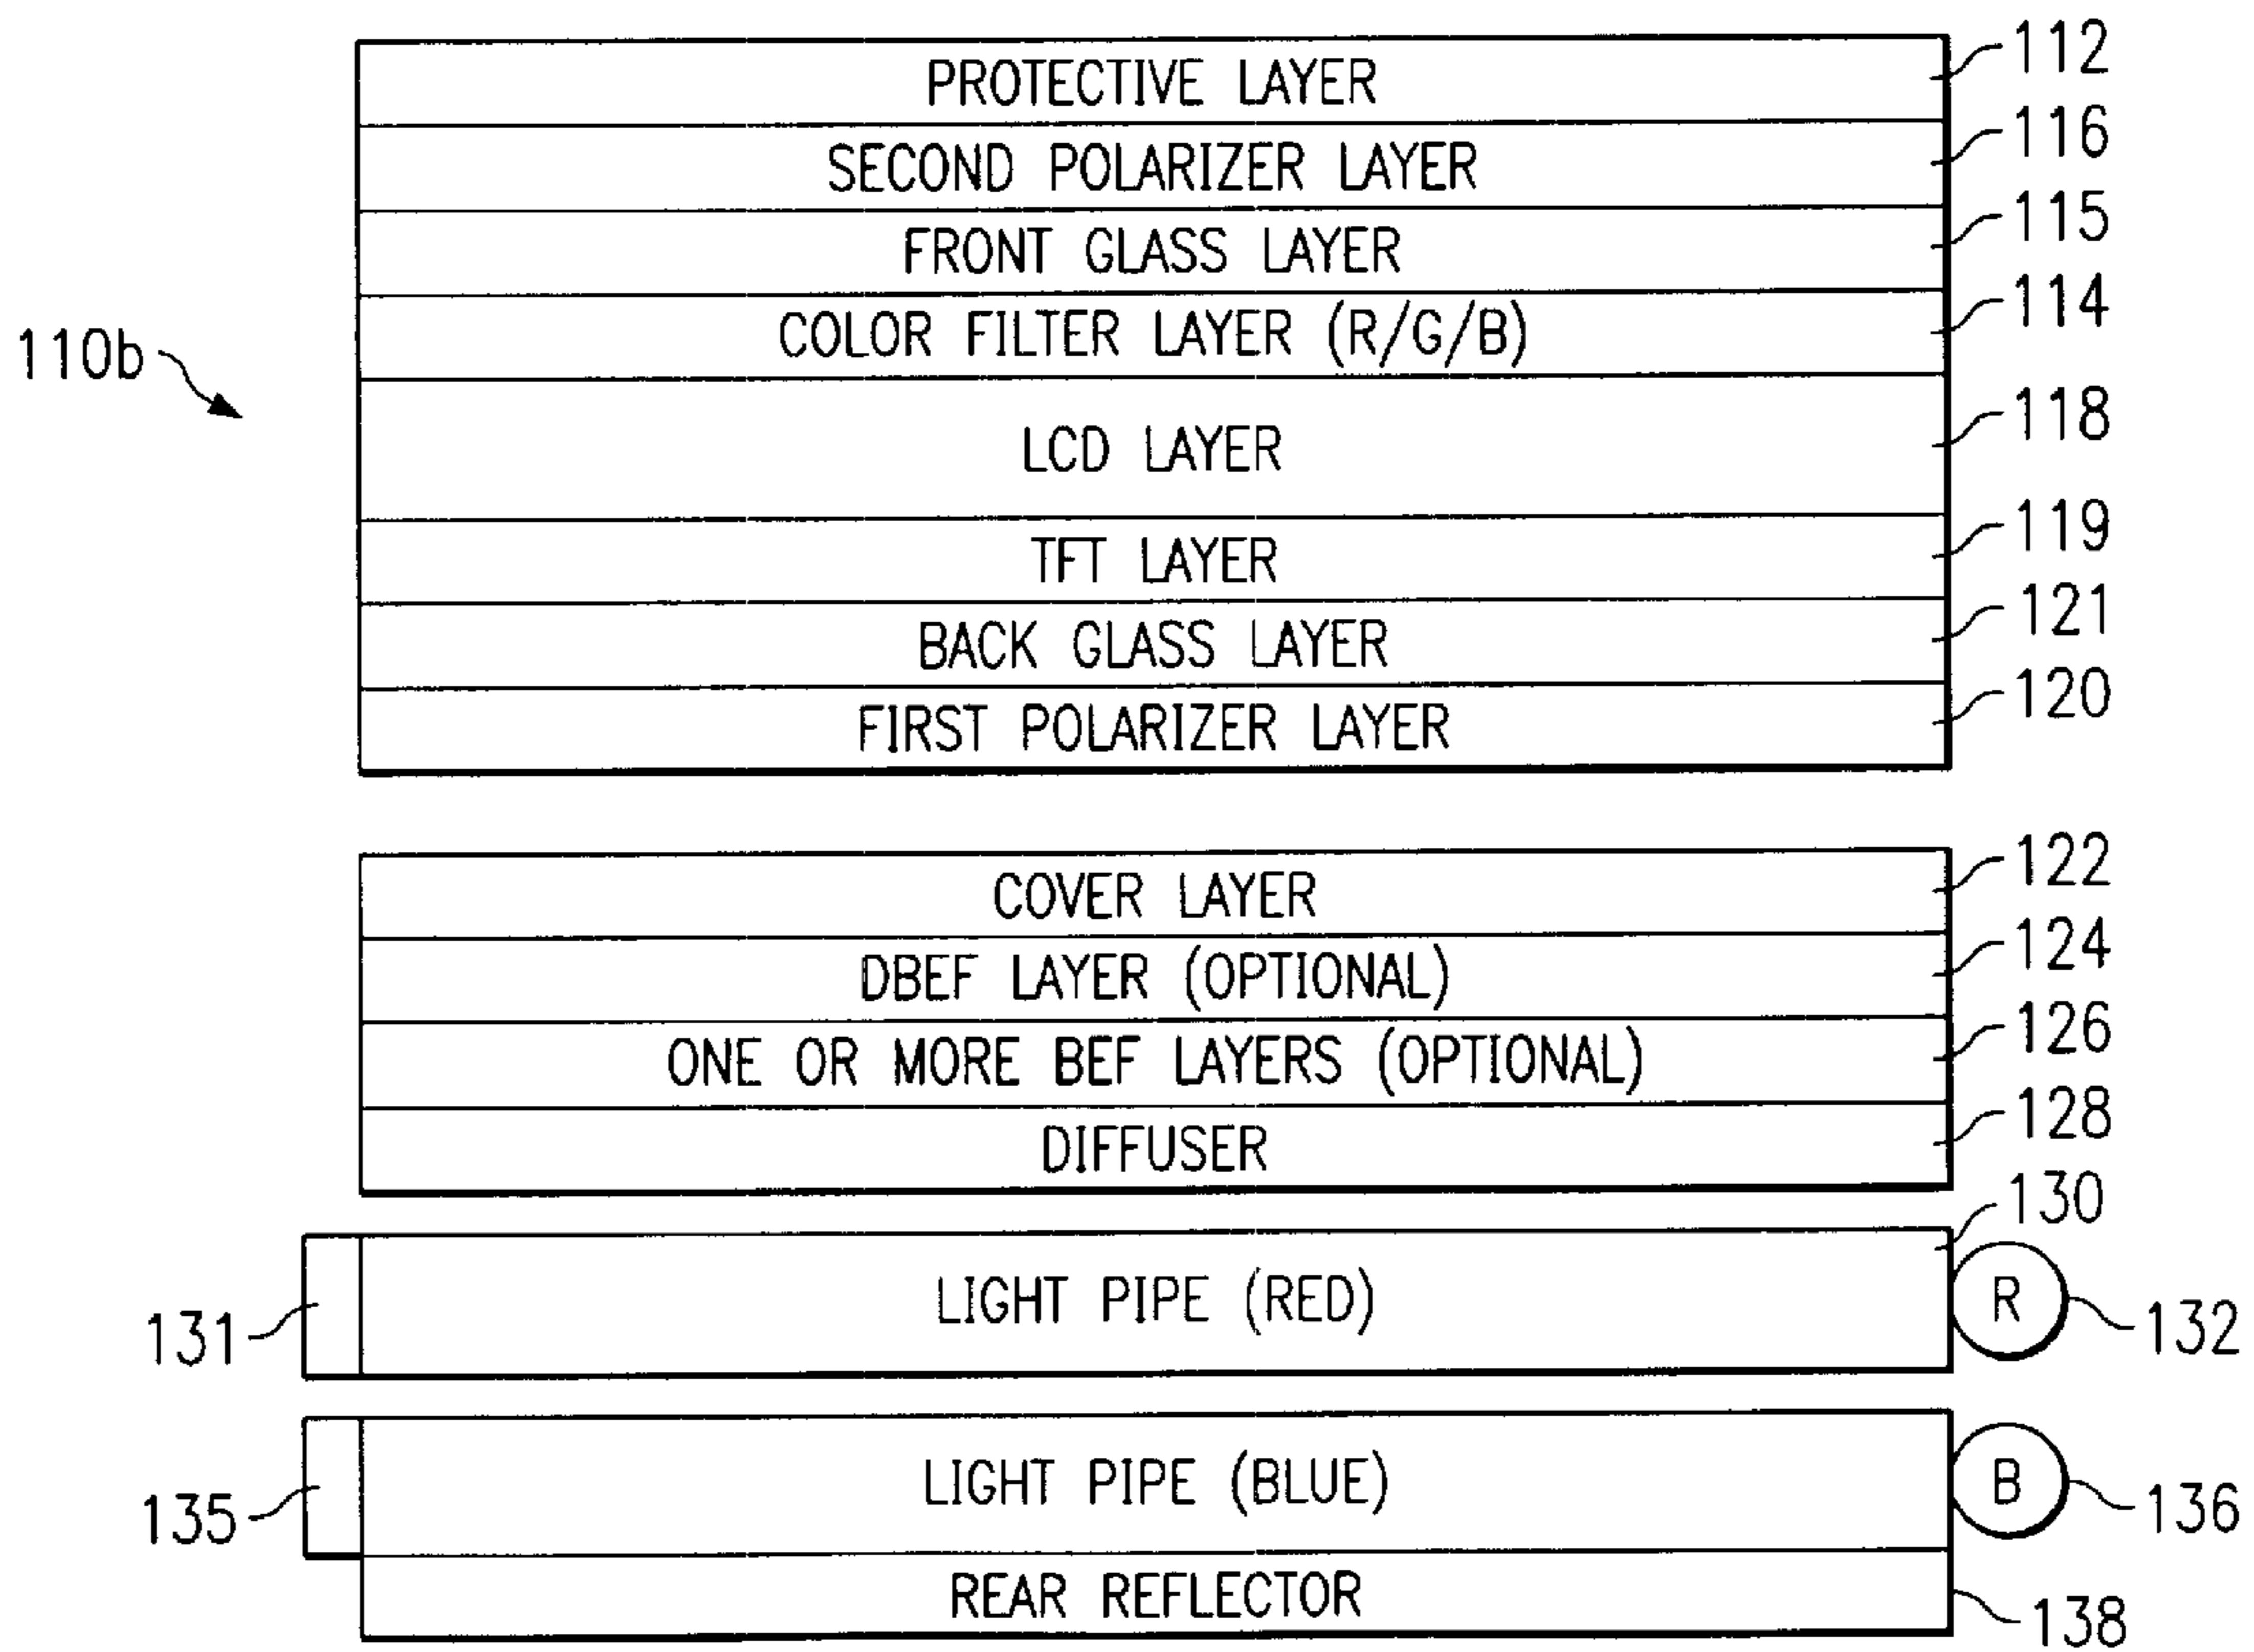 PROTECTIVE LAYER 112
SECOND POLARIZER LAYER 116
FRONT GLASS LAYER 115
COLOR FILTER LAYER (R/G/B) 114
110b
LCD LAYER 118
TFT LAYER 119
BACK GLASS LAYER 121
FIRST POLARIZER LAYER 120
COVER LAYER 122
DBEF LAYER (OPTIONAL) 124
ONE OR MORE BEF LAYERS (OPTIONAL) 126
DIFFUSER 128
130
131 LIGHT PIPE (RED) R 132
135 LIGHT PIPE (BLUE) B 136
REAR REFLECTOR 138